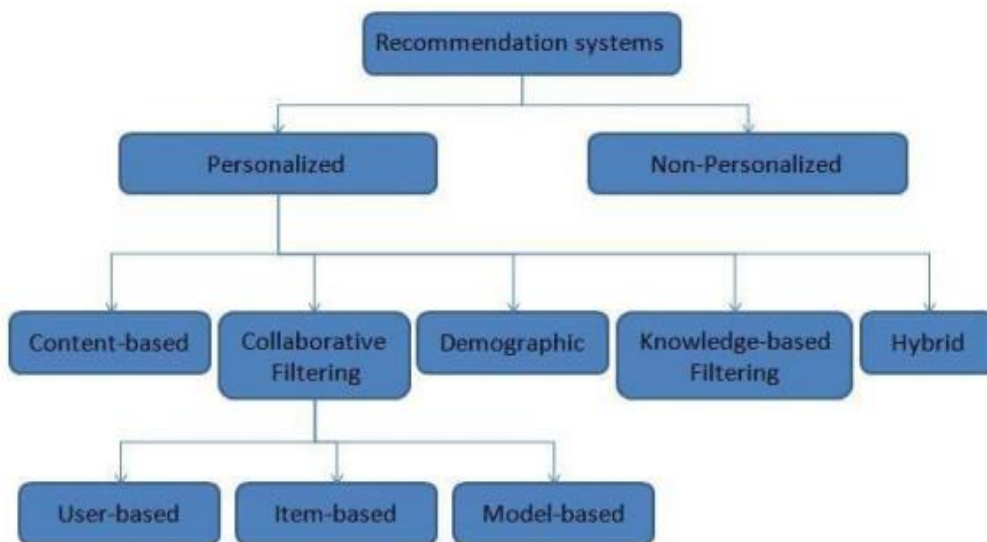 Recommendation systems
Personalized
Non-Personalized
Content-based
Collaborative
Filtering
Demographic
Knowledge-based
Filtering
Hybrid
User-based
Item-based
Model-based